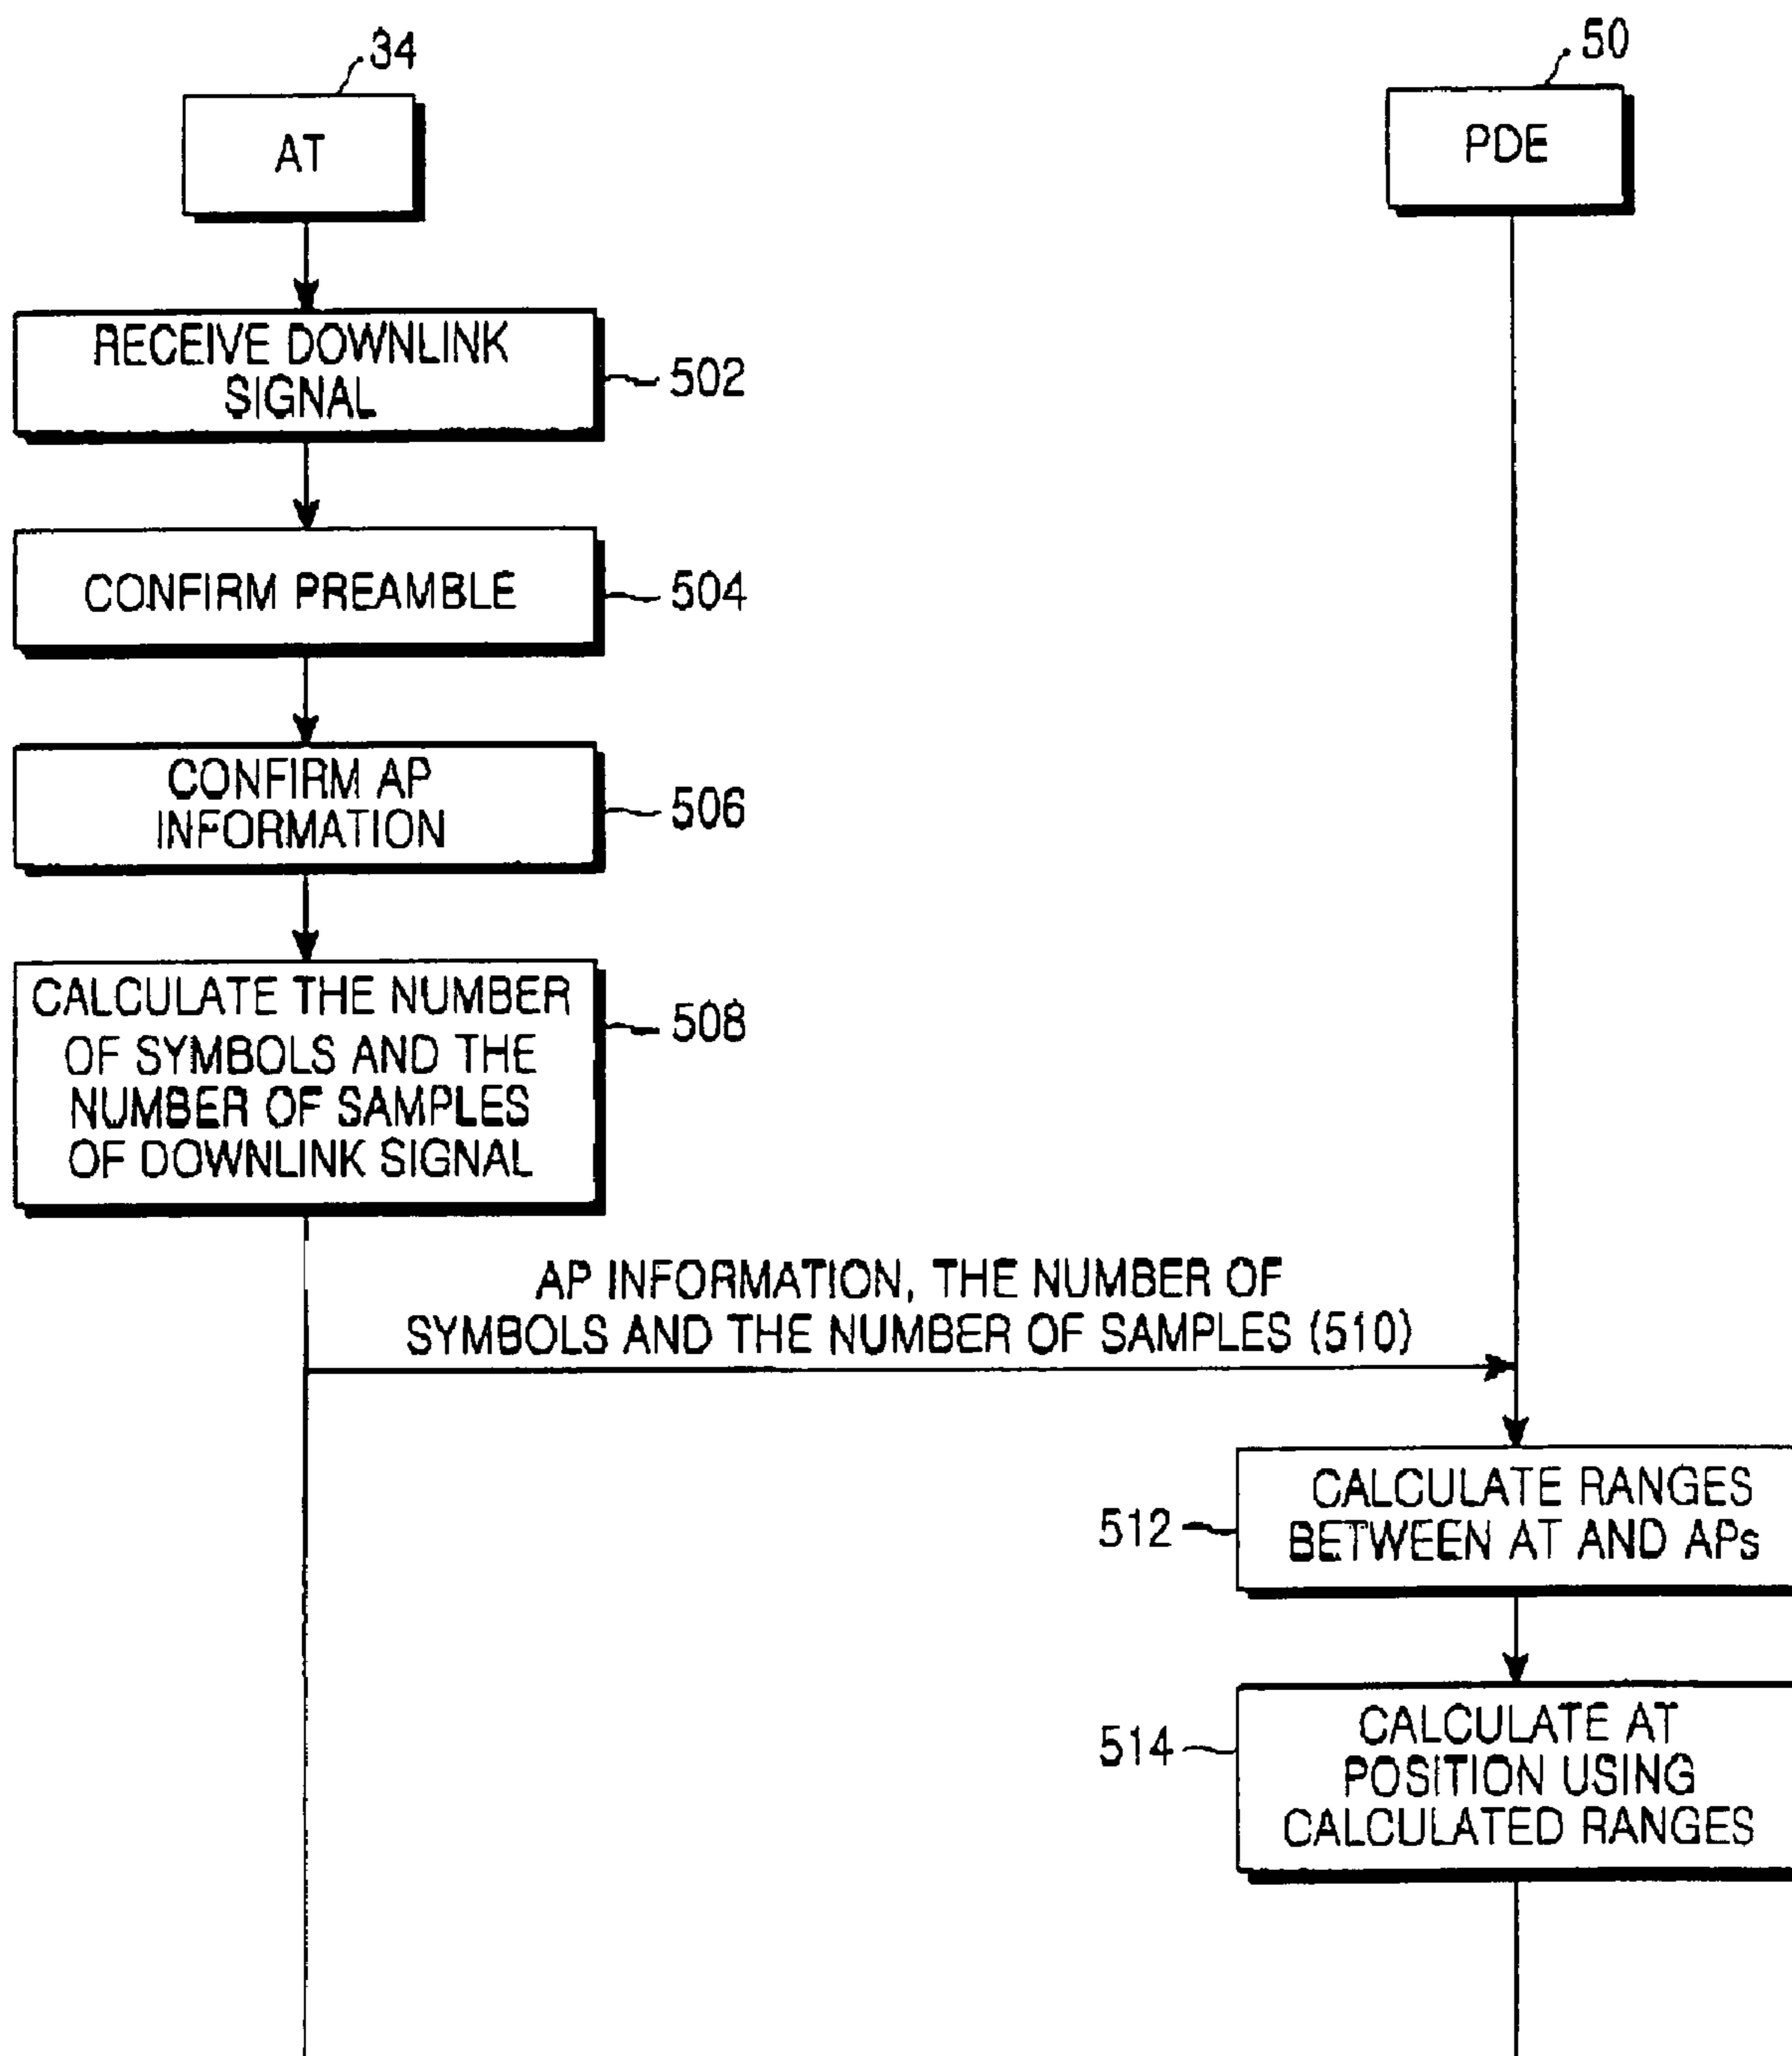 34
50
AT
PDE
RECEIVE DOWNLINK
SIGNAL
502
CONFIRM PREAMBLE
504
CONFIRM AP
INFORMATION
506
CALCULATE THE NUMBER
OF SYMBOLS AND THE
NUMBER OF SAMPLES
OF DOWNLINK SIGNAL
508
AP INFORMATION, THE NUMBER OF
SYMBOLS AND THE NUMBER OF SAMPLES (510)
512
CALCULATE RANGES
BETWEEN AT AND APs
514
CALCULATE AT
POSITION USING
CALCULATED RANGES